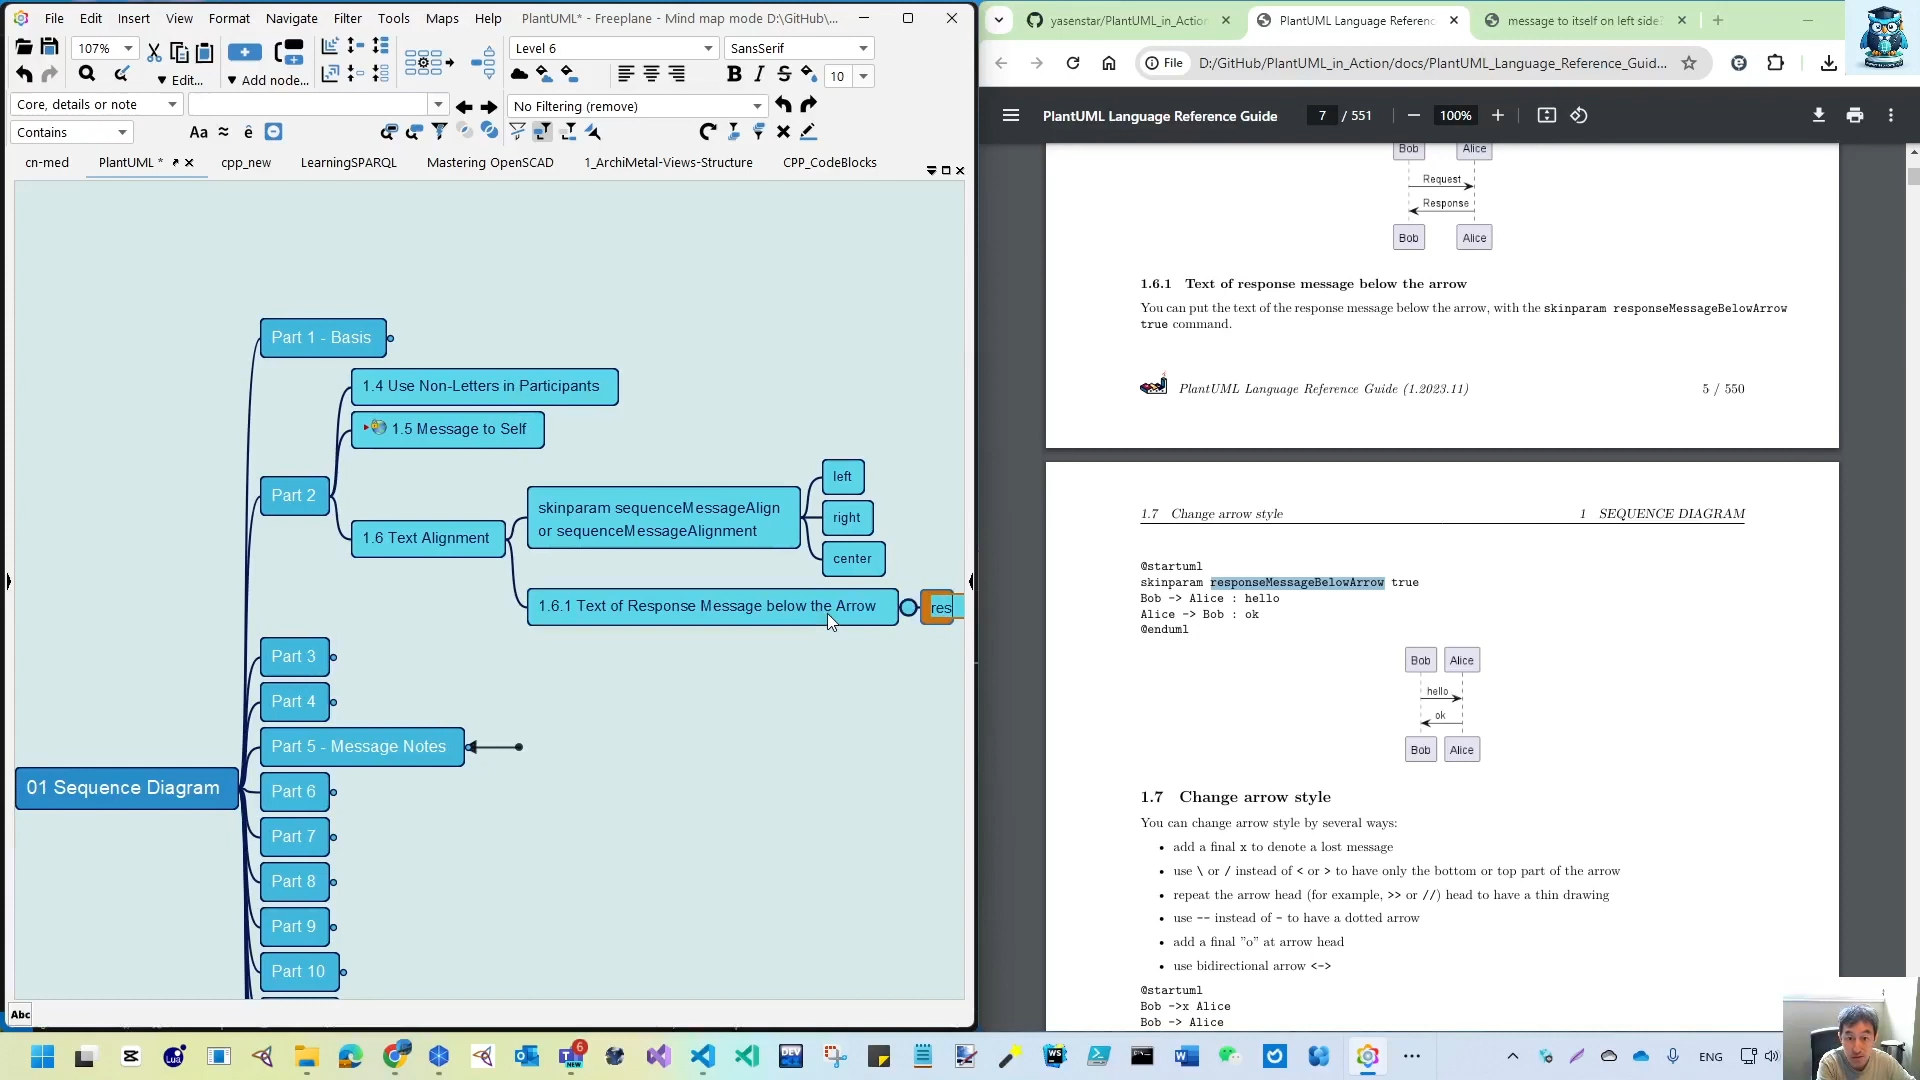 File Edit Insert View Format Navigate Filter Tools Maps Help PlantUML* - Freeplane - Mind map mode D:\GitHub\...
107% Edit... Add node... Level 6 SansSerif 10
Core, details or note No Filtering (remove)
Contains Aa ≈ ê
cn-med PlantUML * cpp_new LearningSPARQL Mastering OpenSCAD 1_ArchiMetal-Views-Structure CPP_CodeBlocks
Part 1 - Basis
1.4 Use Non-Letters in Participants
1.5 Message to Self
Part 2
1.6 Text Alignment
skinparam sequenceMessageAlign
or sequenceMessageAlignment
left
right
center
1.6.1 Text of Response Message below the Arrow
res
Part 3
Part 4
Part 5 - Message Notes
01 Sequence Diagram
Part 6
Part 7
Part 8
Part 9
Part 10
Abc
yasenstar/PlantUML_in_Action
PlantUML Language Referenc
message to itself on left side
File D:/GitHub/PlantUML_in_Action/docs/PlantUML_Language_Reference_Guid...
PlantUML Language Reference Guide 7 / 551 100%
Bob Alice
Request
Response
Bob Alice
1.6.1 Text of response message below the arrow
You can put the text of the response message below the arrow, with the skinparam responseMessageBelowArrow
true command.
PlantUML Language Reference Guide (1.2023.11) 5 / 550
1.7 Change arrow style 1 SEQUENCE DIAGRAM
@startuml
skinparam responseMessageBelowArrow true
Bob -> Alice : hello
Alice -> Bob : ok
@enduml
Bob Alice
hello
ok
Bob Alice
1.7 Change arrow style
You can change arrow style by several ways:
• add a final x to denote a lost message
• use \ or / instead of < or > to have only the bottom or top part of the arrow
• repeat the arrow head (for example, >> or //) head to have a thin drawing
• use -- instead of - to have a dotted arrow
• add a final ”o” at arrow head
• use bidirectional arrow <->
@startuml
Bob ->x Alice
Bob -> Alice
6
NEW
Lua
DEV
WS
ENG